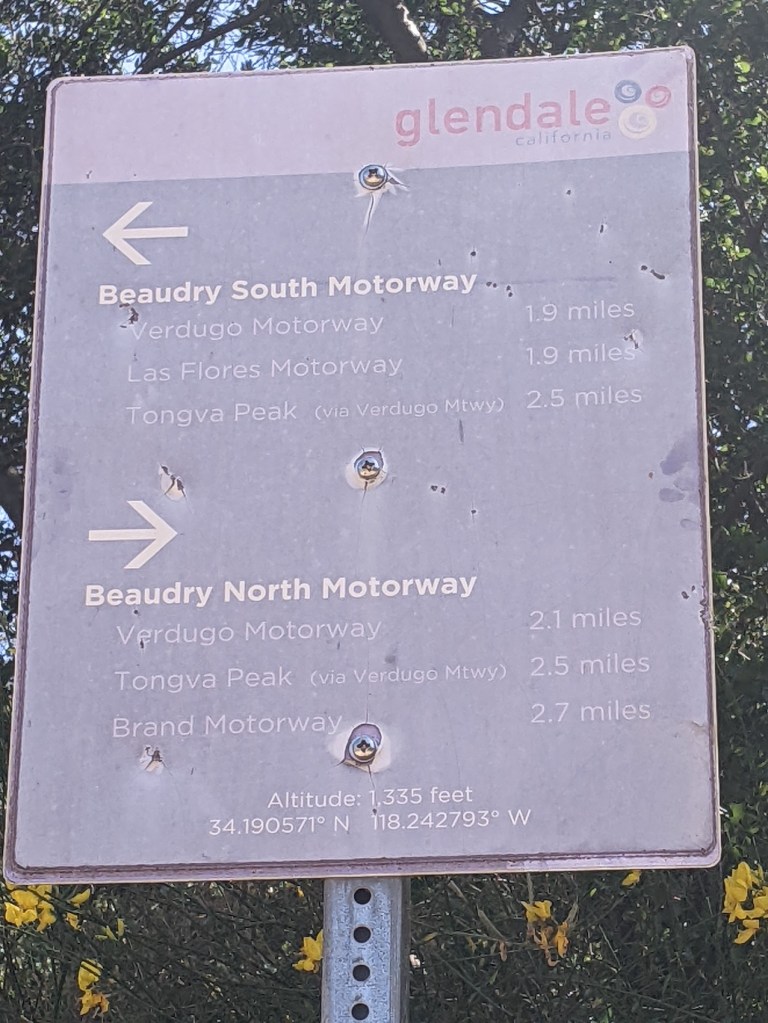 glendale
california
←
Beaudry South Motorway
Verdugo Motorway 1.9 miles
Las Flores Motorway 1.9 miles
Tongva Peak (via Verdugo Mtwy) 2.5 miles
→
Beaudry North Motorway
Verdugo Motorway 2.1 miles
Tongva Peak (via Verdugo Mtwy) 2.5 miles
Brand Motorway 2.7 miles
Altitude: 1,335 feet
34.190571° N 118.242793° W